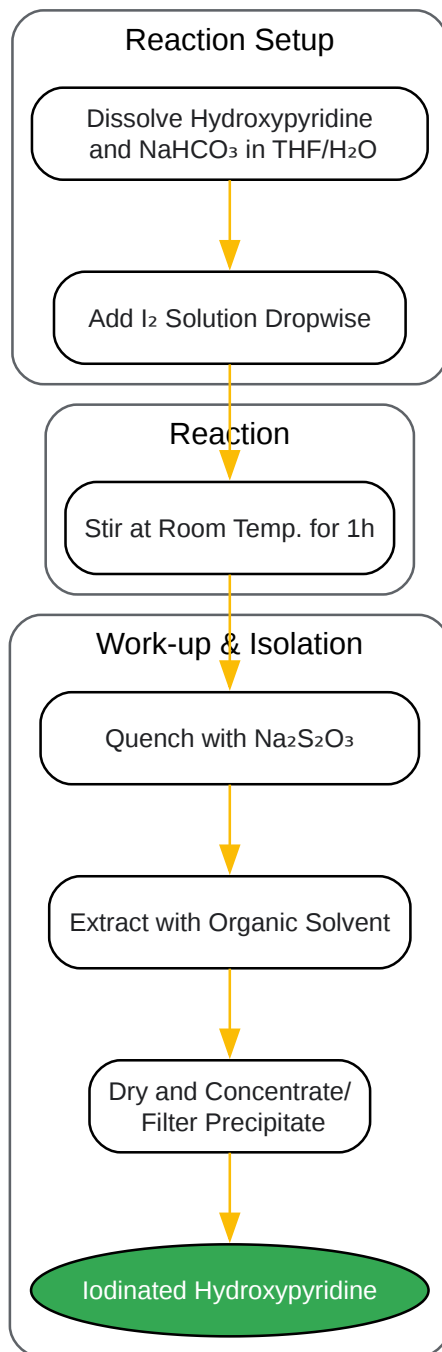 Reaction Setup
Dissolve Hydroxypyridine
and NaHCO₃ in THF/H₂O
Add I₂ Solution Dropwise
Reaction
Stir at Room Temp. for 1h
Work-up & Isolation
Quench with Na₂S₂O₃
Extract with Organic Solvent
Dry and Concentrate/
Filter Precipitate
Iodinated Hydroxypyridine